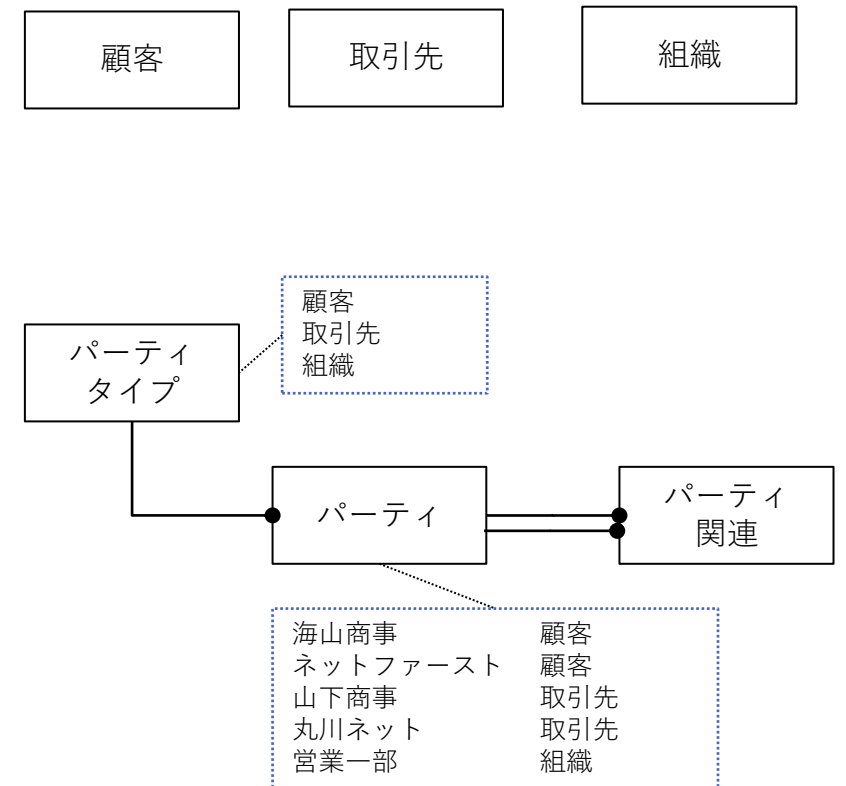 顧客
取引先
組織
顧客
取引先
組織
パーティ
タイプ
パーティ
パーティ
関連
海山商事 顧客
ネットファースト 顧客
山下商事 取引先
丸川ネット 取引先
営業一部 組織